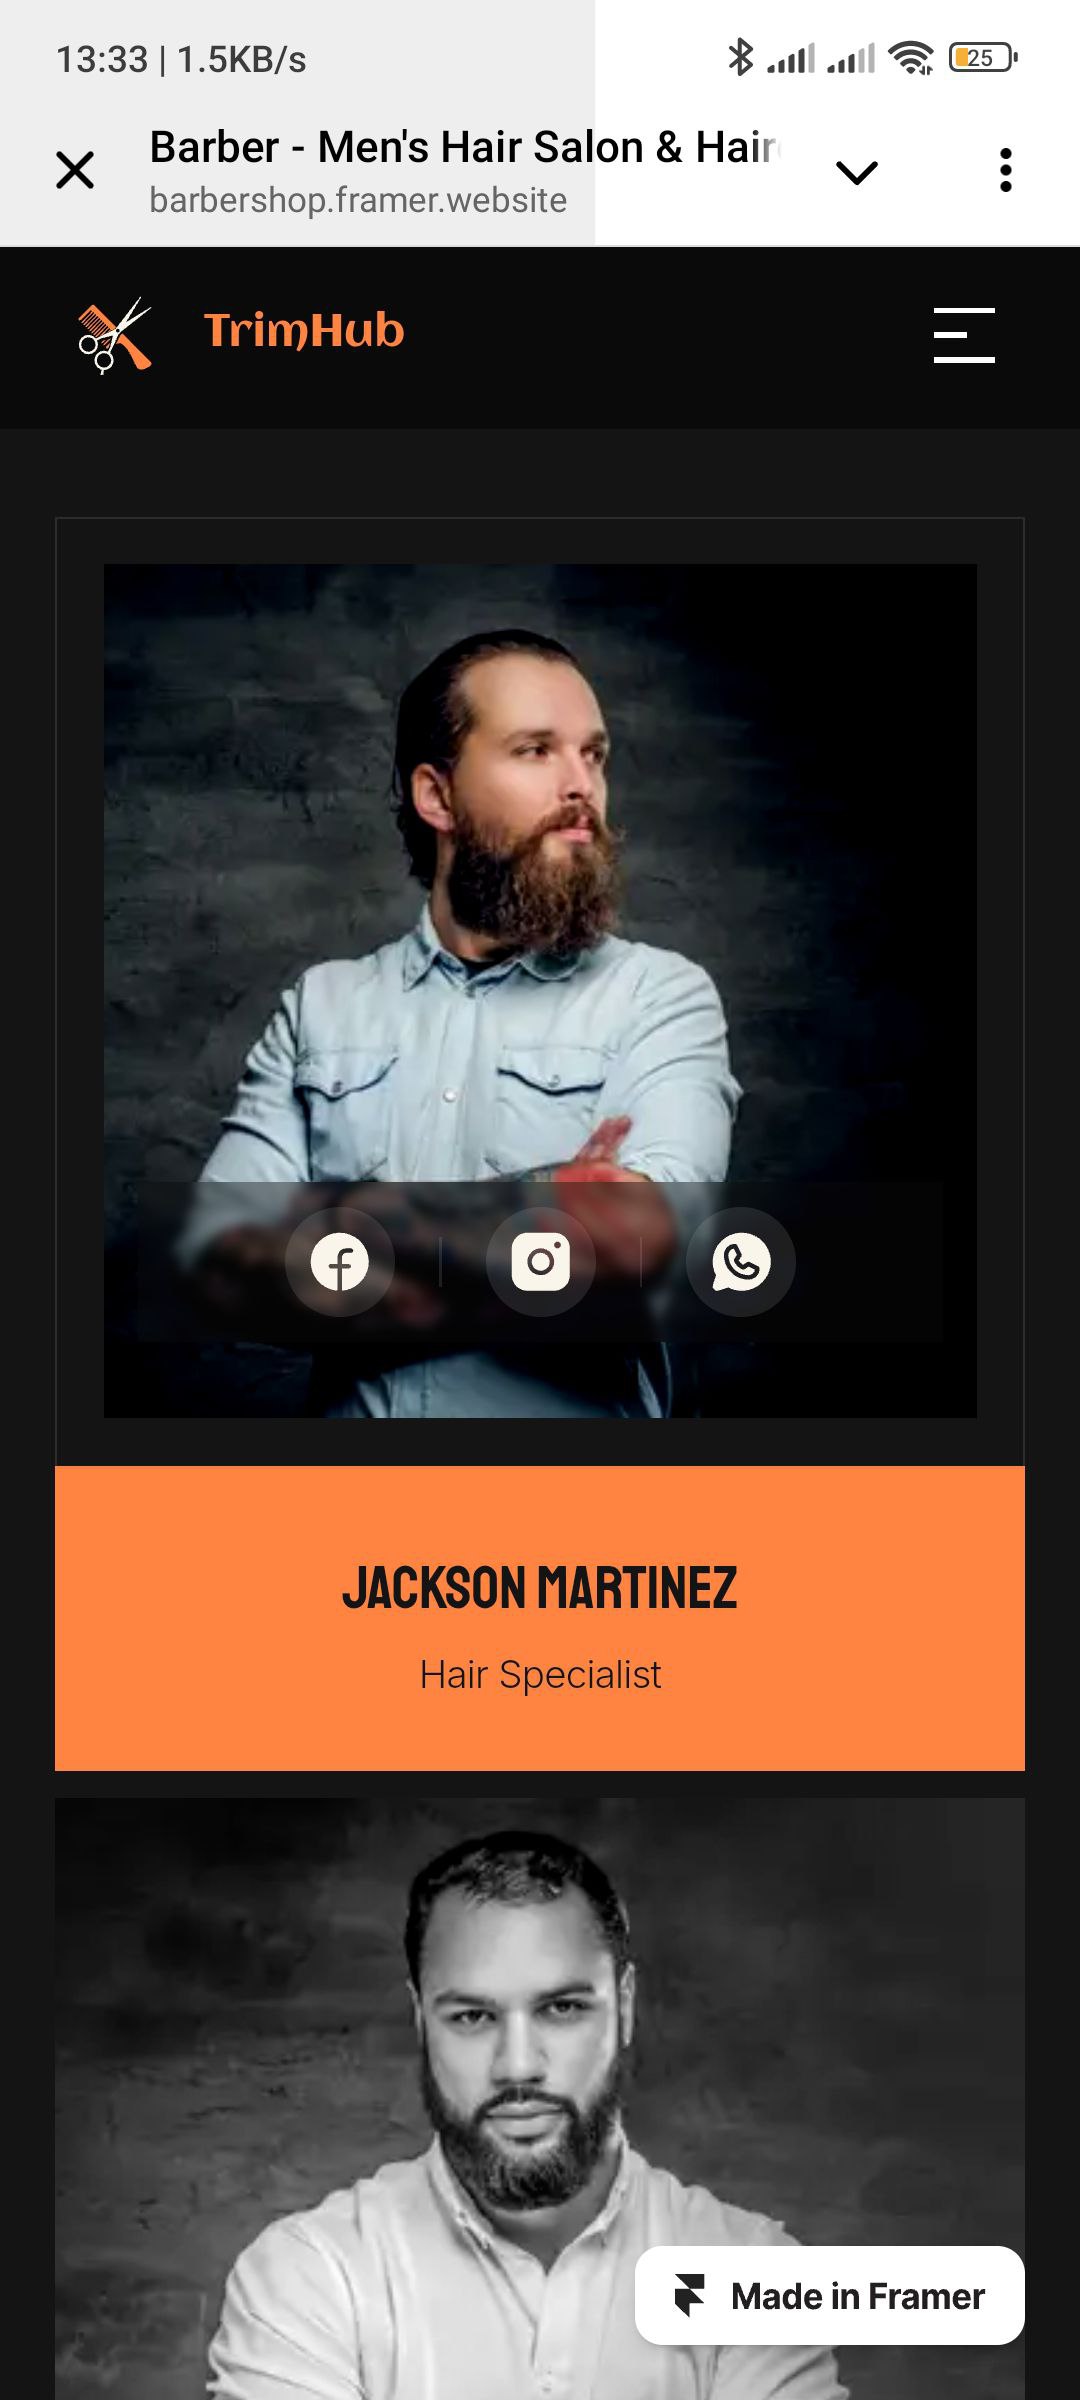 13:33 | 1.5KB/s
25
Barber - Men's Hair Salon & Hair
barbershop.framer.website
TrimHub
JACKSON MARTINEZ
Hair Specialist
Made in Framer